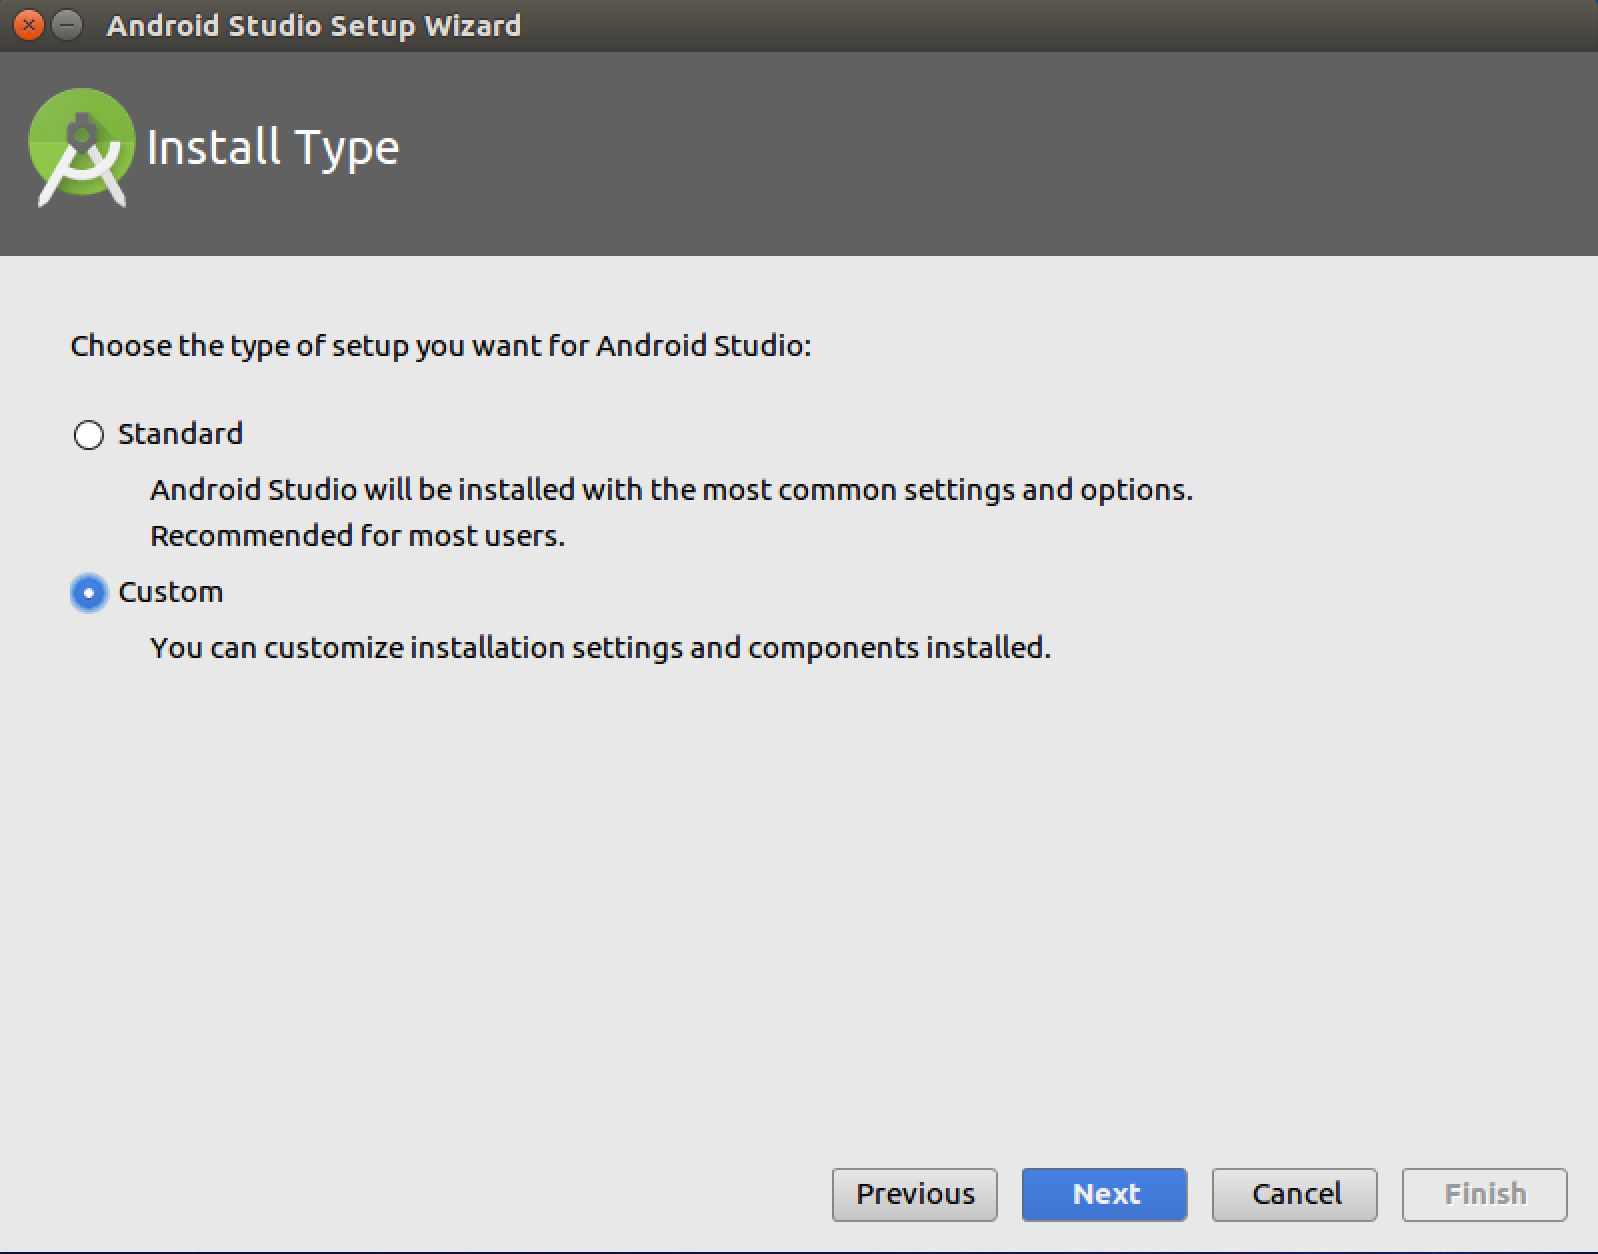 Android Studio Setup Wizard
Install Type
Choose the type of setup you want for Android Studio:
Standard
Android Studio will be installed with the most common settings and options.
Recommended for most users.
Custom
You can customize installation settings and components installed.
Previous
Next
Cancel
Finish